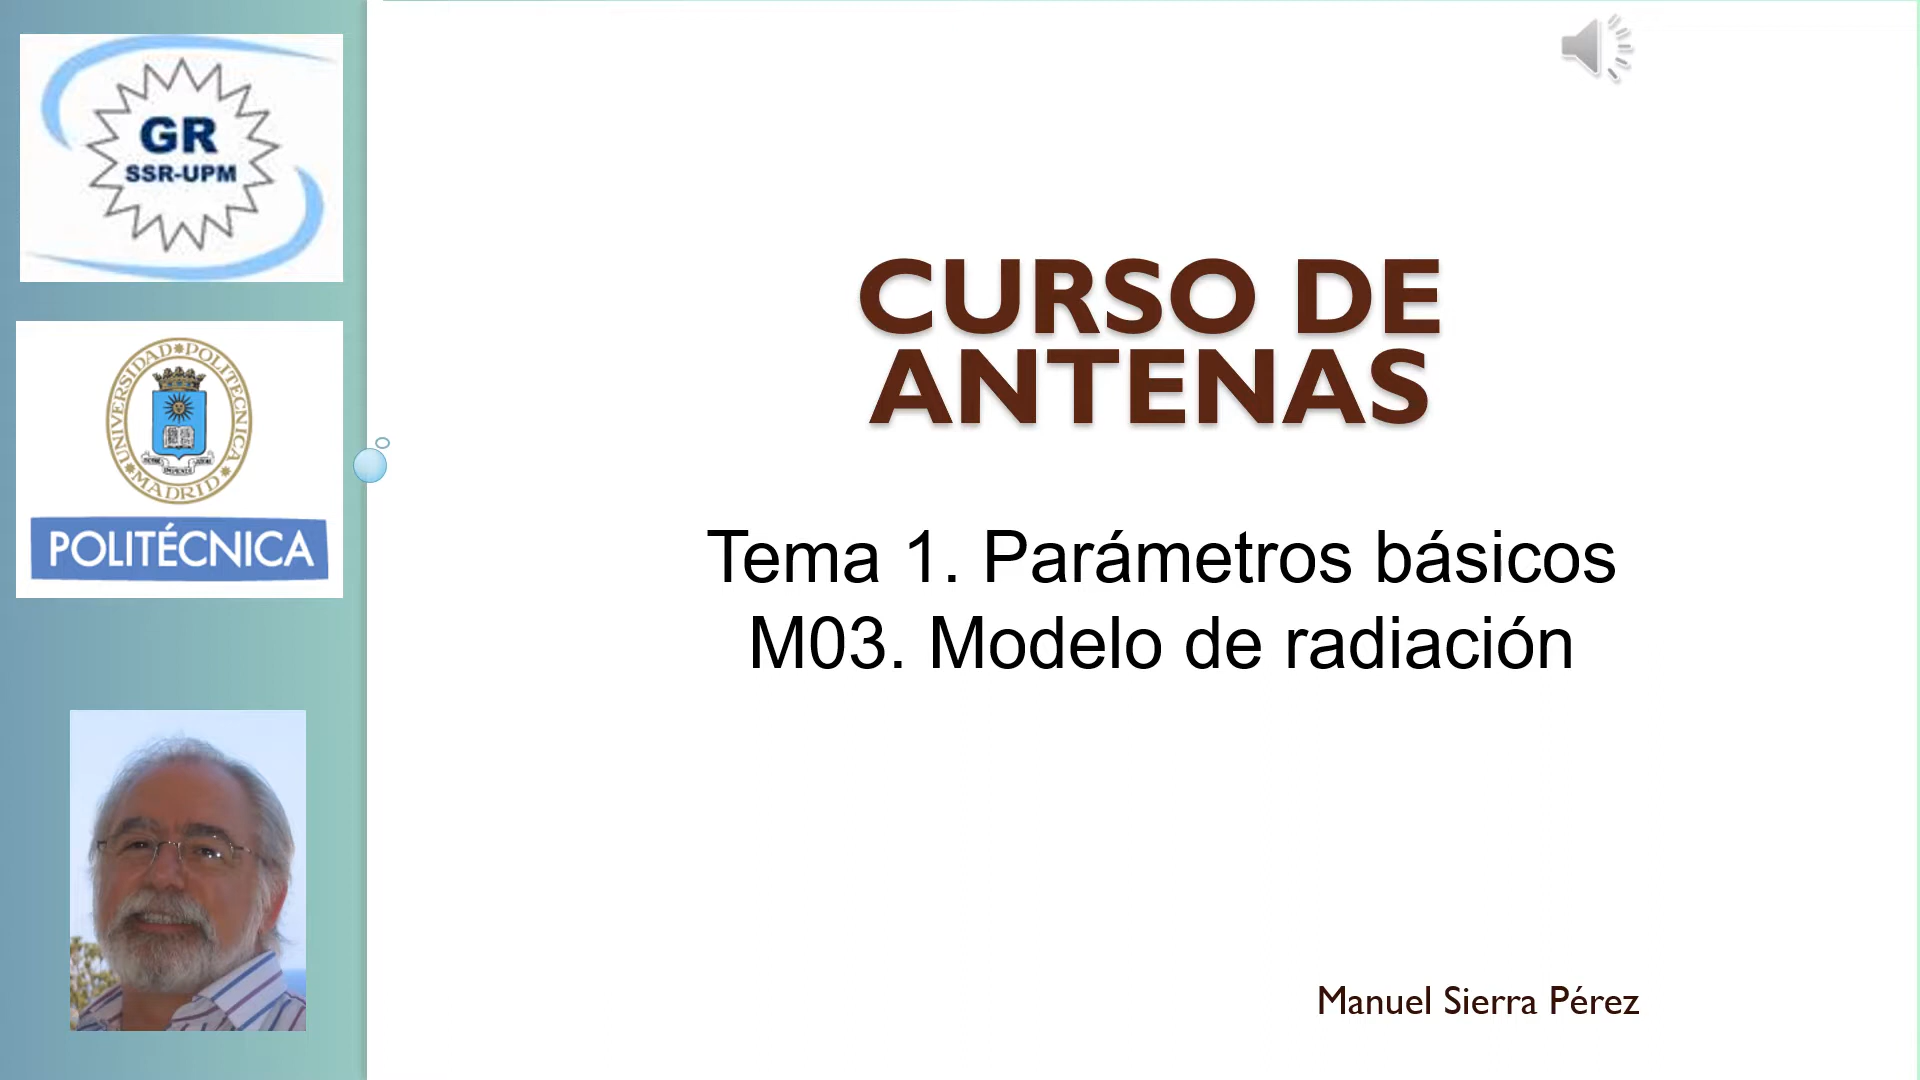 GR
SSR-UPM
UNIVERSIDAD POLITECNICA
MADRID
POLITÉCNICA
CURSO DE
ANTENAS
Tema 1. Parámetros básicos
M03. Modelo de radiación
Manuel Sierra Pérez